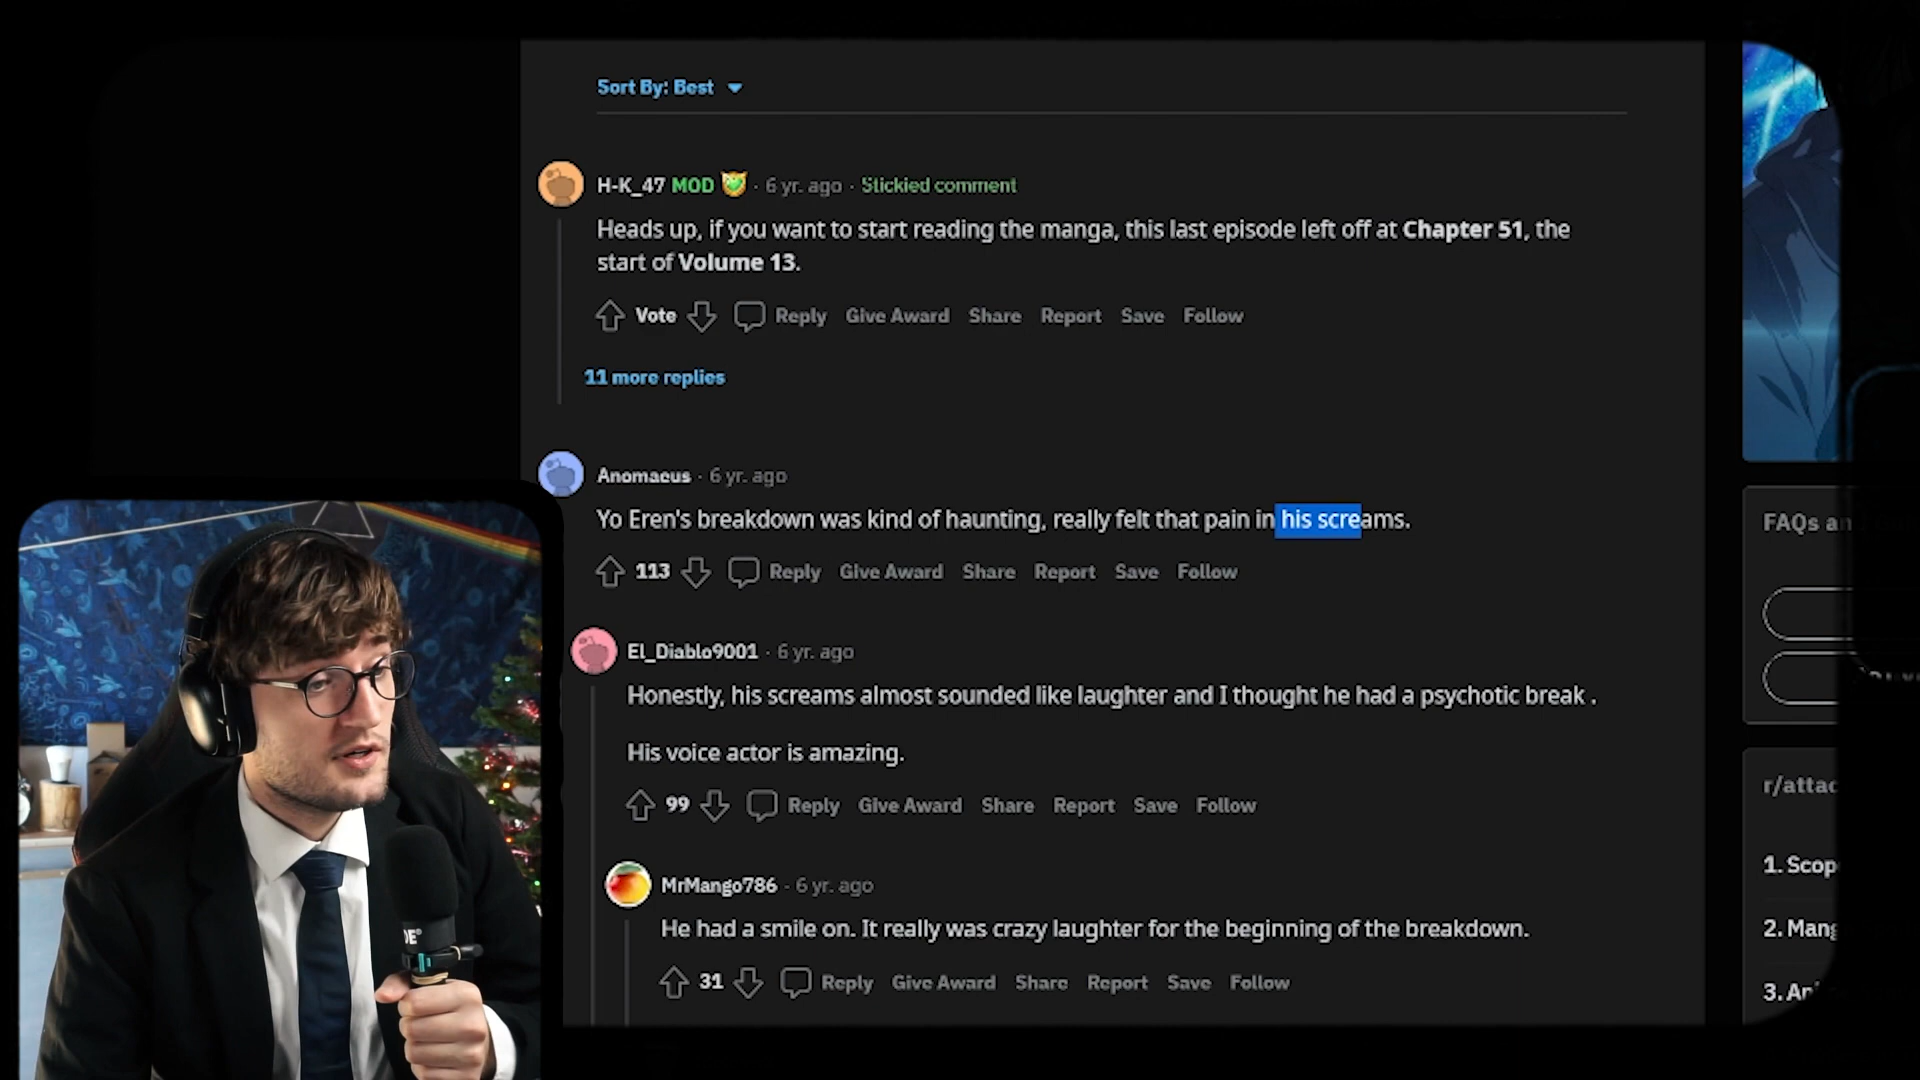 Sort By: Best
H-K_47 MOD · 6 yr. ago · Stickied comment
Heads up, if you want to start reading the manga, this last episode left off at Chapter 51, the
start of Volume 13.
Vote Reply Give Award Share Report Save Follow
11 more replies
Anomaeus · 6 yr. ago
Yo Eren's breakdown was kind of haunting, really felt that pain in his screams.
113 Reply Give Award Share Report Save Follow
FAQs an
El_Diablo9001 · 6 yr. ago
Honestly, his screams almost sounded like laughter and I thought he had a psychotic break .
His voice actor is amazing.
99 Reply Give Award Share Report Save Follow
r/attac
MrMango786 · 6 yr. ago
He had a smile on. It really was crazy laughter for the beginning of the breakdown.
31 Reply Give Award Share Report Save Follow
1. Scop
2. Mang
3. Ani